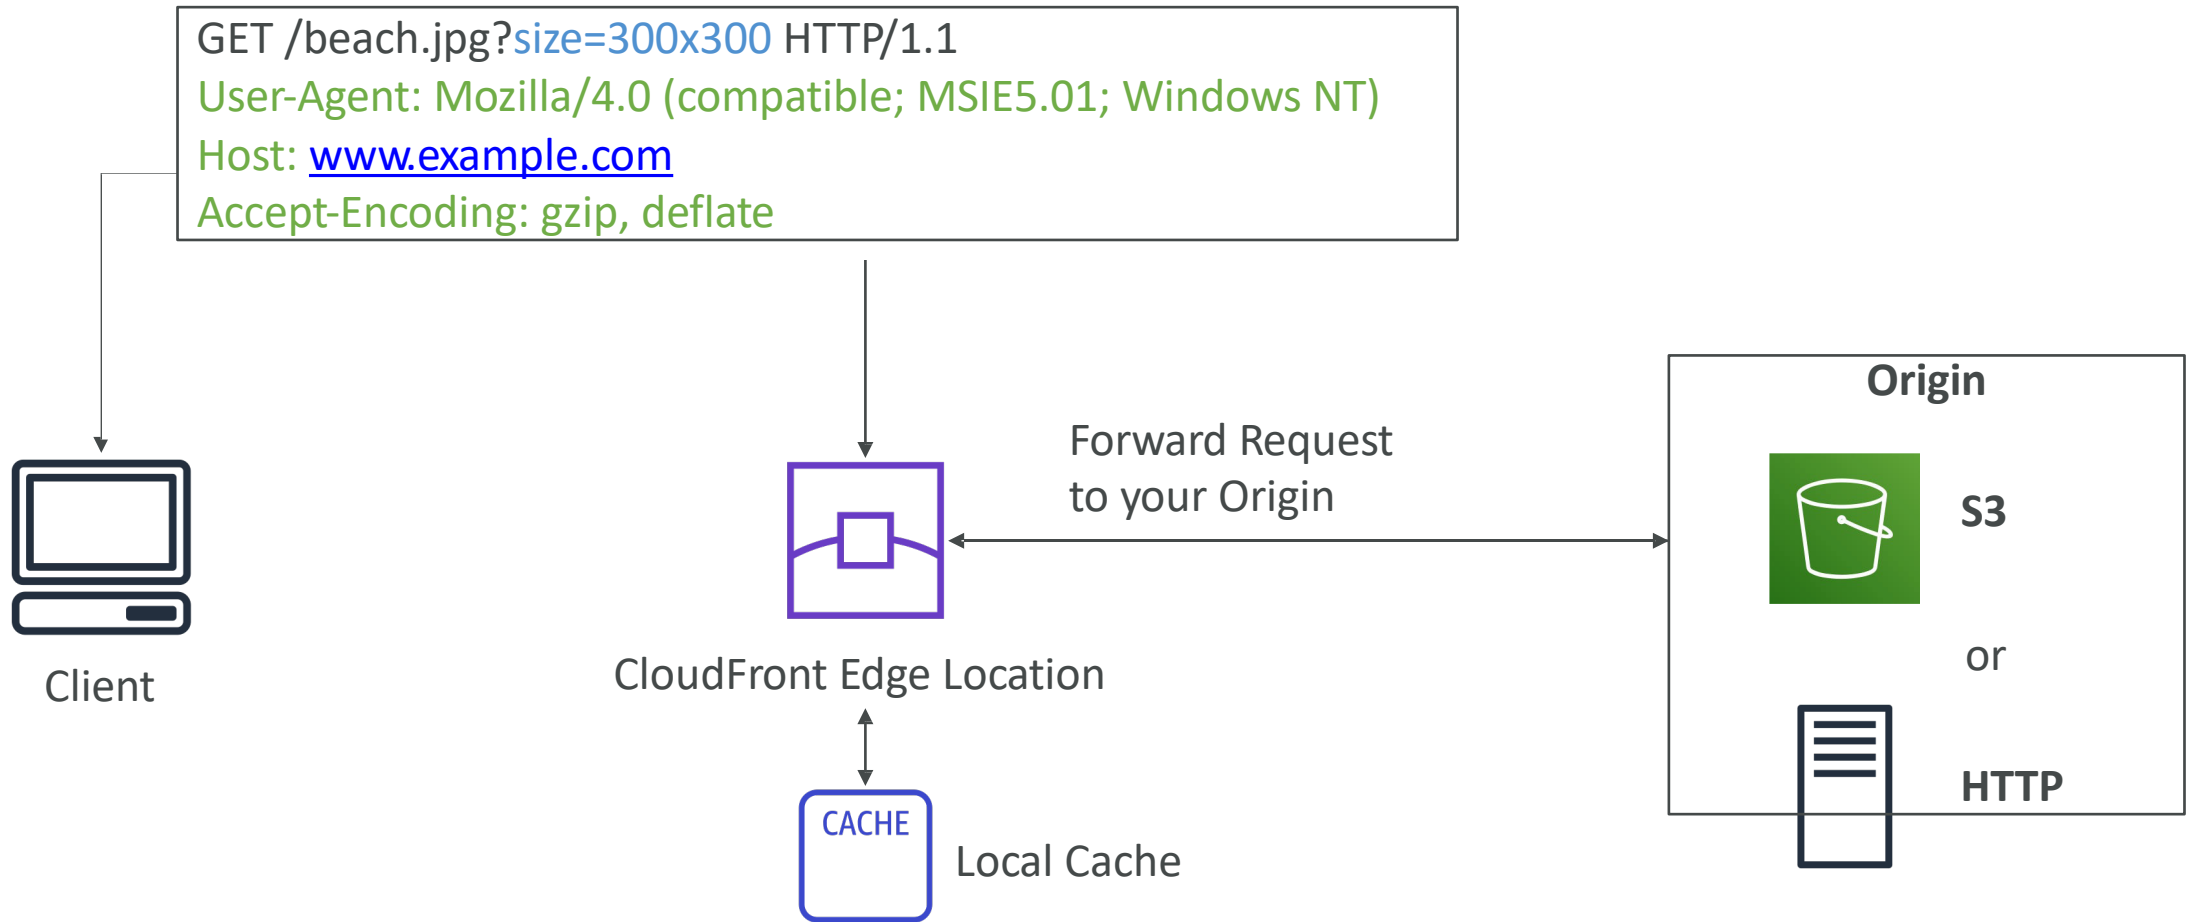 GET /beach.jpg?size=300x300 HTTP/1.1
User-Agent: Mozilla/4.0 (compatible; MSIE5.01; Windows NT)
Host: www.example.com
Accept-Encoding: gzip, deflate
Origin
Forward Request
to your Origin
S3
or
HTTP
Client
CloudFront Edge Location
CACHE
Local Cache